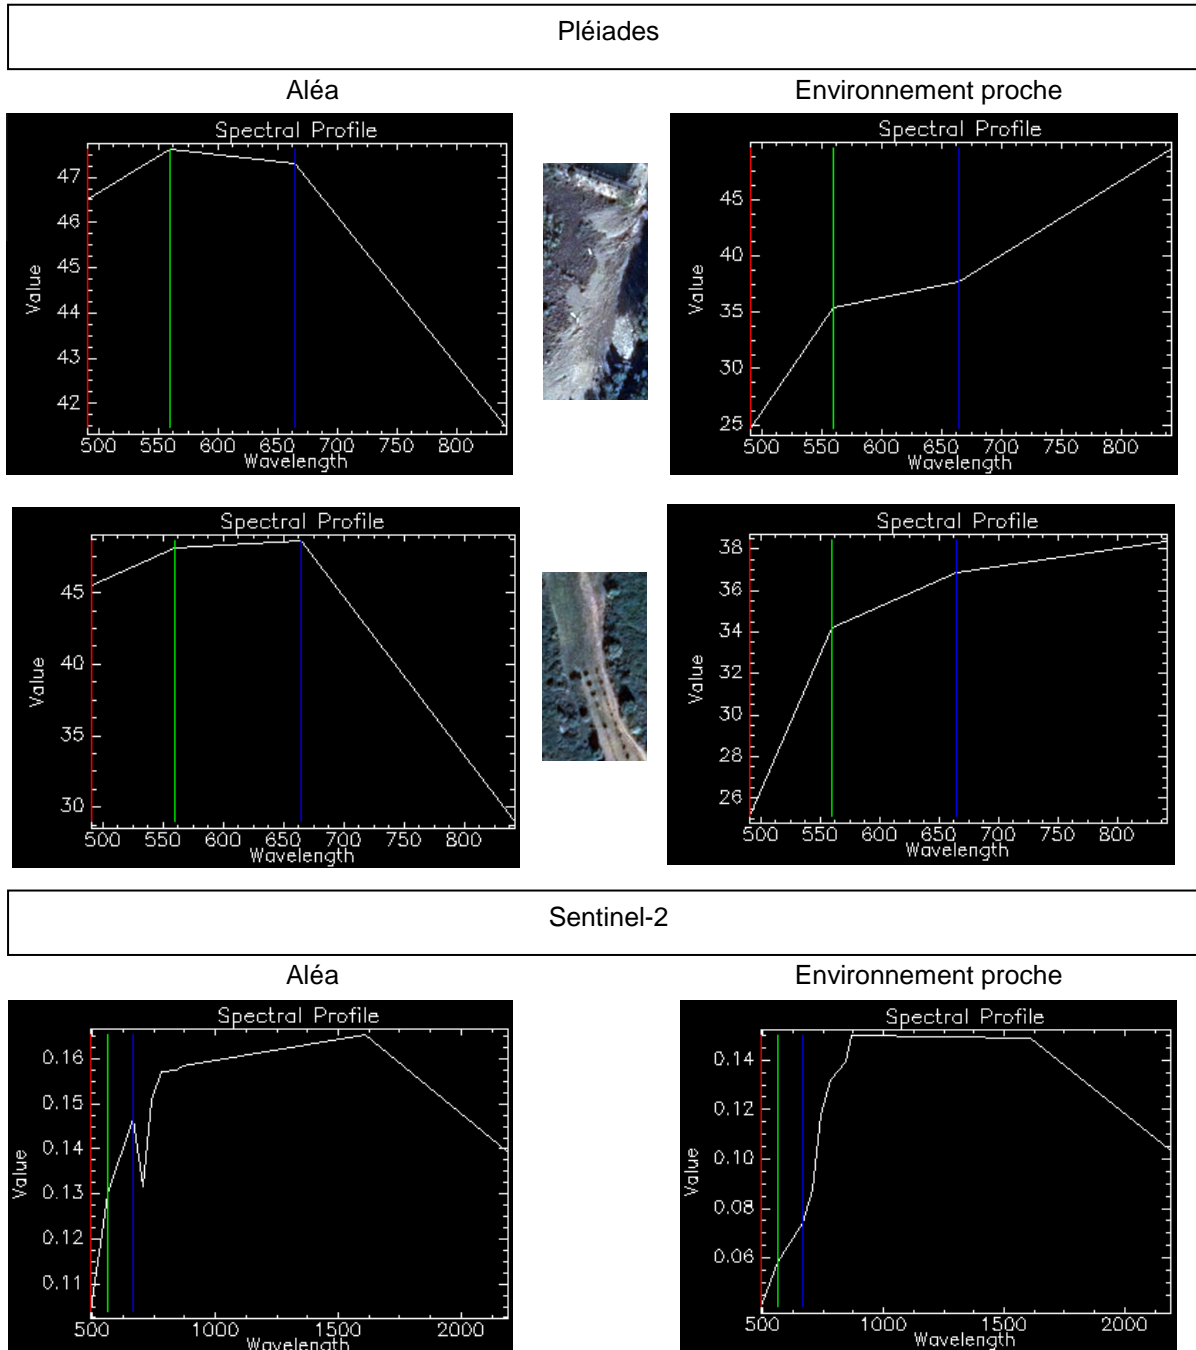 Pléiades
Aléa
Environnement proche
Spectral Profile
Value
47
46
45
44
43
42
500 550 600 650 700 750 800
Wavelength
Spectral Profile
Value
45
40
35
30
25
500 550 600 650 700 750 800
Wavelength
Spectral Profile
Value
45
40
35
30
500 550 600 650 700 750 800
Wavelength
Spectral Profile
Value
38
36
34
32
30
28
26
500 550 600 650 700 750 800
Wavelength
Sentinel-2
Aléa
Environnement proche
Spectral Profile
Value
0.16
0.15
0.14
0.13
0.12
0.11
500 1000 1500 2000
Wavelength
Spectral Profile
Value
0.14
0.12
0.10
0.08
0.06
500 1000 1500 2000
Wavelength